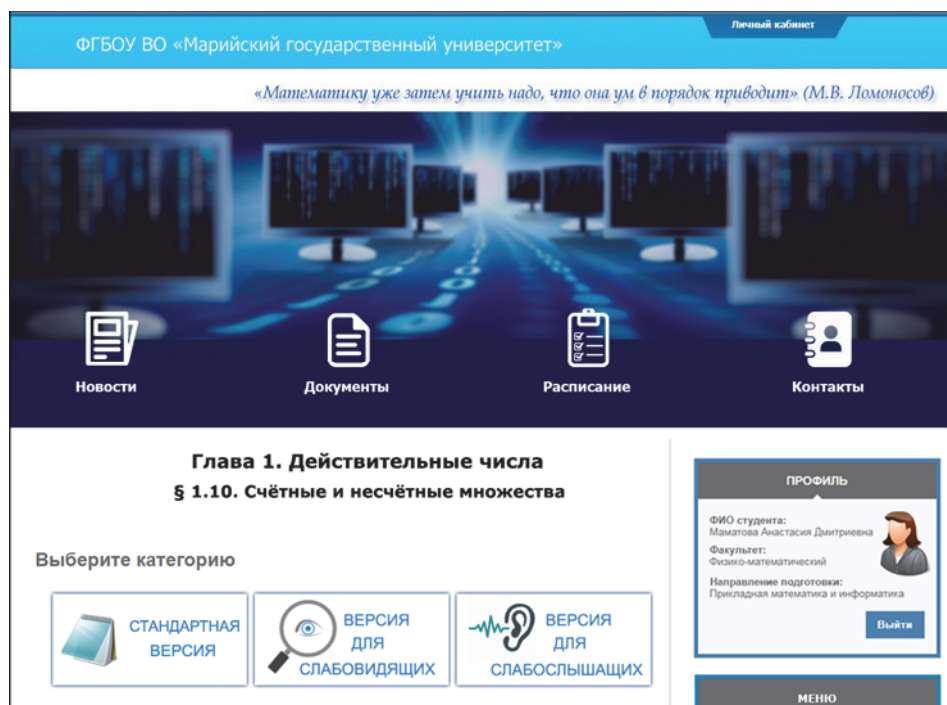 Личный кабинет
ФГБОУ ВО «Марийский государственный университет»
«Математику уже затем учить надо, что она ум в порядок приводит» (М.В. Ломоносов)
Новости
Документы
Расписание
Контакты
Глава 1. Действительные числа
§ 1.10. Счётные и несчётные множества
Выберите категорию
СТАНДАРТНАЯ
ВЕРСИЯ
ВЕРСИЯ
ДЛЯ
СЛАБОВИДЯЩИХ
ВЕРСИЯ
ДЛЯ
СЛАБОСЛЫШАЩИХ
ПРОФИЛЬ
ФИО студента:
Маматова Анастасия Дмитриевна
Факультет:
Физико-математический
Направление подготовки:
Прикладная математика и информатика
Выйти
МЕНЮ